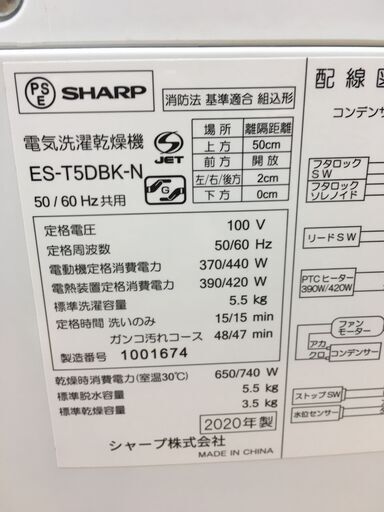 PSE SHARP
消防法 基準適合 組込形
場所 離隔距離
上方 50cm
前方 開放
左/右/後方 2cm
下方 0cm
電気洗濯乾燥機
S-JET
ES-T5DBK-N
50/60Hz共用
定格電圧 100 V
定格周波数 50/60 Hz
電動機定格消費電力 370/440 W
電熱装置定格消費電力 390/420 W
標準洗濯容量 5.5 kg
定格時間 洗いのみ 15/15 min
ガンコ汚れコース 48/47 min
製造番号 1001674
乾燥時消費電力(室温30℃) 650/740 W
標準脱水容量 5.5 kg
標準乾燥容量 3.5 kg
2020年製
シャープ株式会社
MADE IN CHINA
配線図
コンデンサ
フタロック
SW
フタロック
ソレノイド
リードSW
PTCヒーター
390W/420W
ファン
モーター
アカ
クロ
コンデンサー
ストップSW
水位センサー